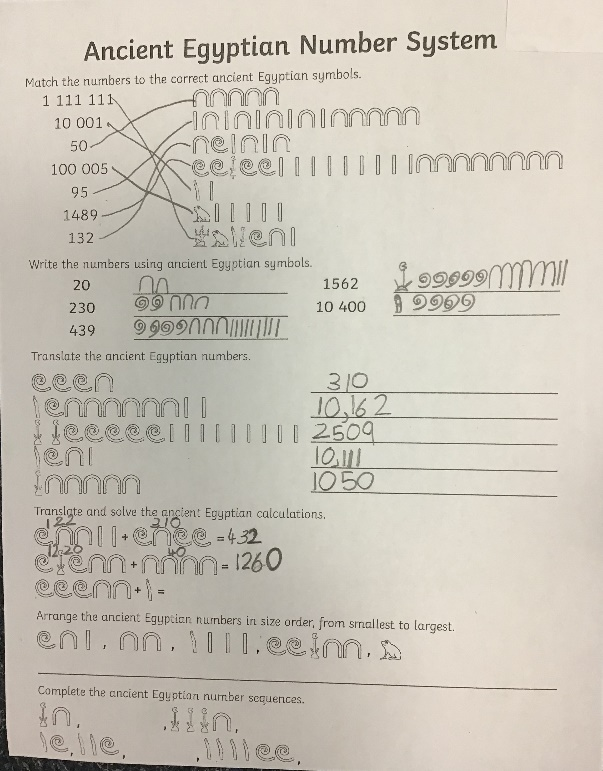 Ancient Egyptian Number System
Match the numbers to the correct ancient Egyptian symbols.
1 111 111
10 001
50
100 005
95
1489
132
Write the numbers using ancient Egyptian symbols.
20
230
439
1562
10 400
Translate the ancient Egyptian numbers.
310
10,162
2509
10,111
1050
Translate and solve the ancient Egyptian calculations.
122 310
+ = 432
1220 40
+ = 1260
+ =
Arrange the ancient Egyptian numbers in size order, from smallest to largest.
Complete the ancient Egyptian number sequences.